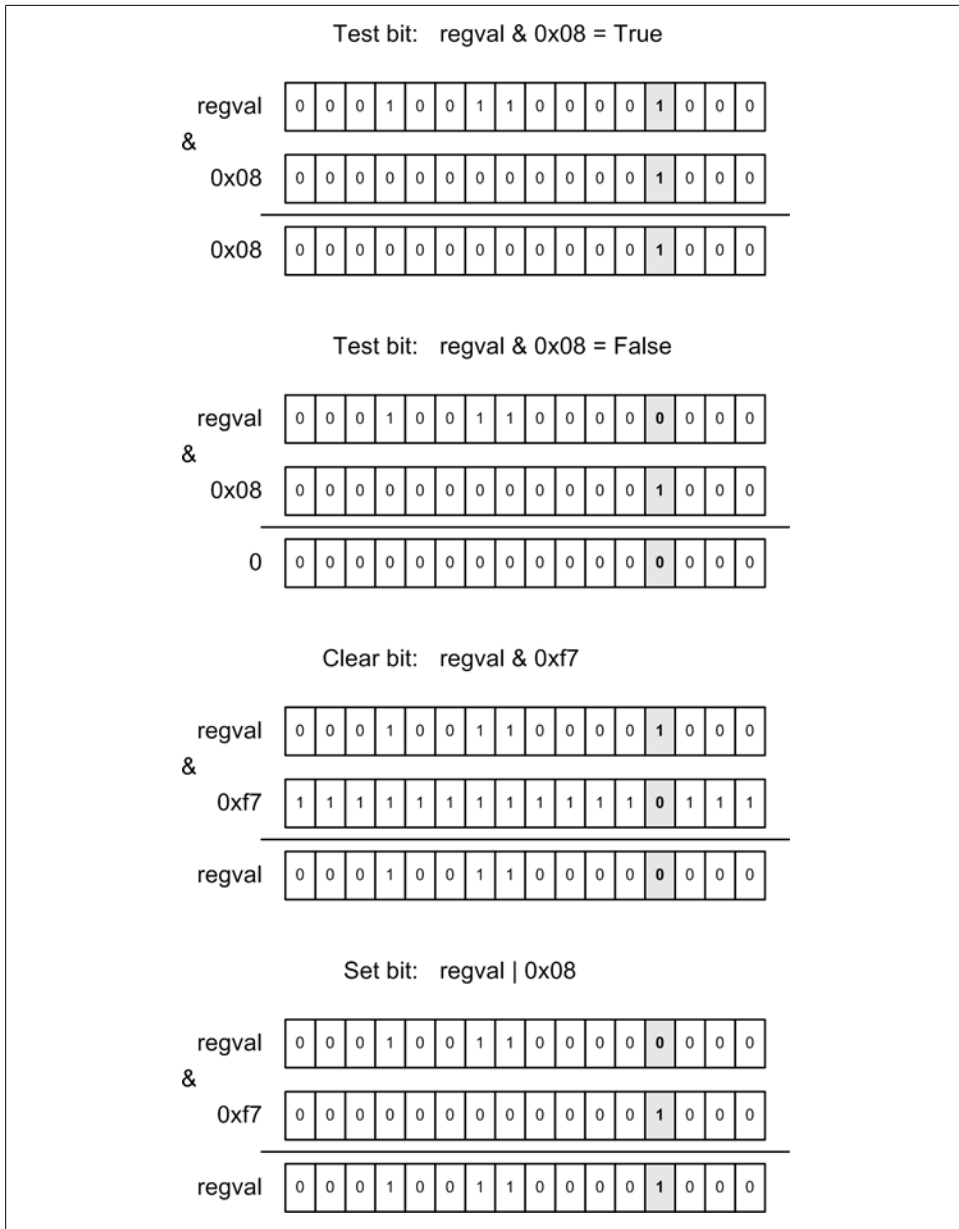 Test bit: regval & 0x08 = True
regval 0 0 0 1 0 0 1 1 0 0 0 0 1 0 0 0
&
0x08 0 0 0 0 0 0 0 0 0 0 0 0 1 0 0 0
0x08 0 0 0 0 0 0 0 0 0 0 0 0 1 0 0 0
Test bit: regval & 0x08 = False
regval 0 0 0 1 0 0 1 1 0 0 0 0 0 0 0 0
&
0x08 0 0 0 0 0 0 0 0 0 0 0 0 1 0 0 0
0 0 0 0 0 0 0 0 0 0 0 0 0 0 0 0 0
Clear bit: regval & 0xf7
regval 0 0 0 1 0 0 1 1 0 0 0 0 1 0 0 0
&
0xf7 1 1 1 1 1 1 1 1 1 1 1 1 0 1 1 1
regval 0 0 0 1 0 0 1 1 0 0 0 0 0 0 0 0
Set bit: regval | 0x08
regval 0 0 0 1 0 0 1 1 0 0 0 0 0 0 0 0
&
0xf7 0 0 0 0 0 0 0 0 0 0 0 0 1 0 0 0
regval 0 0 0 1 0 0 1 1 0 0 0 0 1 0 0 0